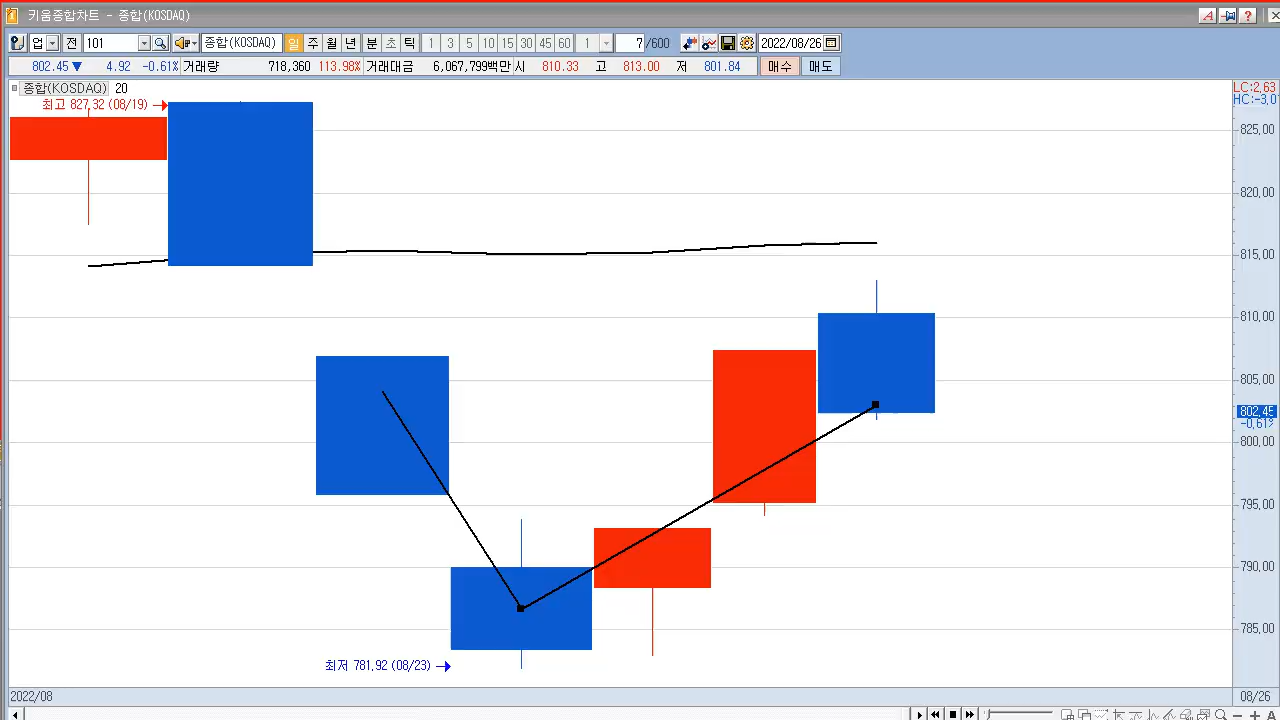 키움종합차트 - 종합(KOSDAQ)
업 전 101 종합(KOSDAQ) 일 주 월 년 분 초 틱 1 3 5 10 15 30 45 60 1 7 /600 2022/08/26
802.45 ▼ 4.92 -0.61% 거래량 718,360 113.98% 거래대금 6,067,799백만 시 810.33 고 813.00 저 801.84 매수 매도
종합(KOSDAQ) 20
LC:2,63
HC:-3,0
최고 827,32 (08/19) →
825,00
820,00
815,00
810,00
805,00
802,45
-0,61%
800,00
795,00
790,00
785,00
최저 781,92 (08/23) →
2022/08 08/26